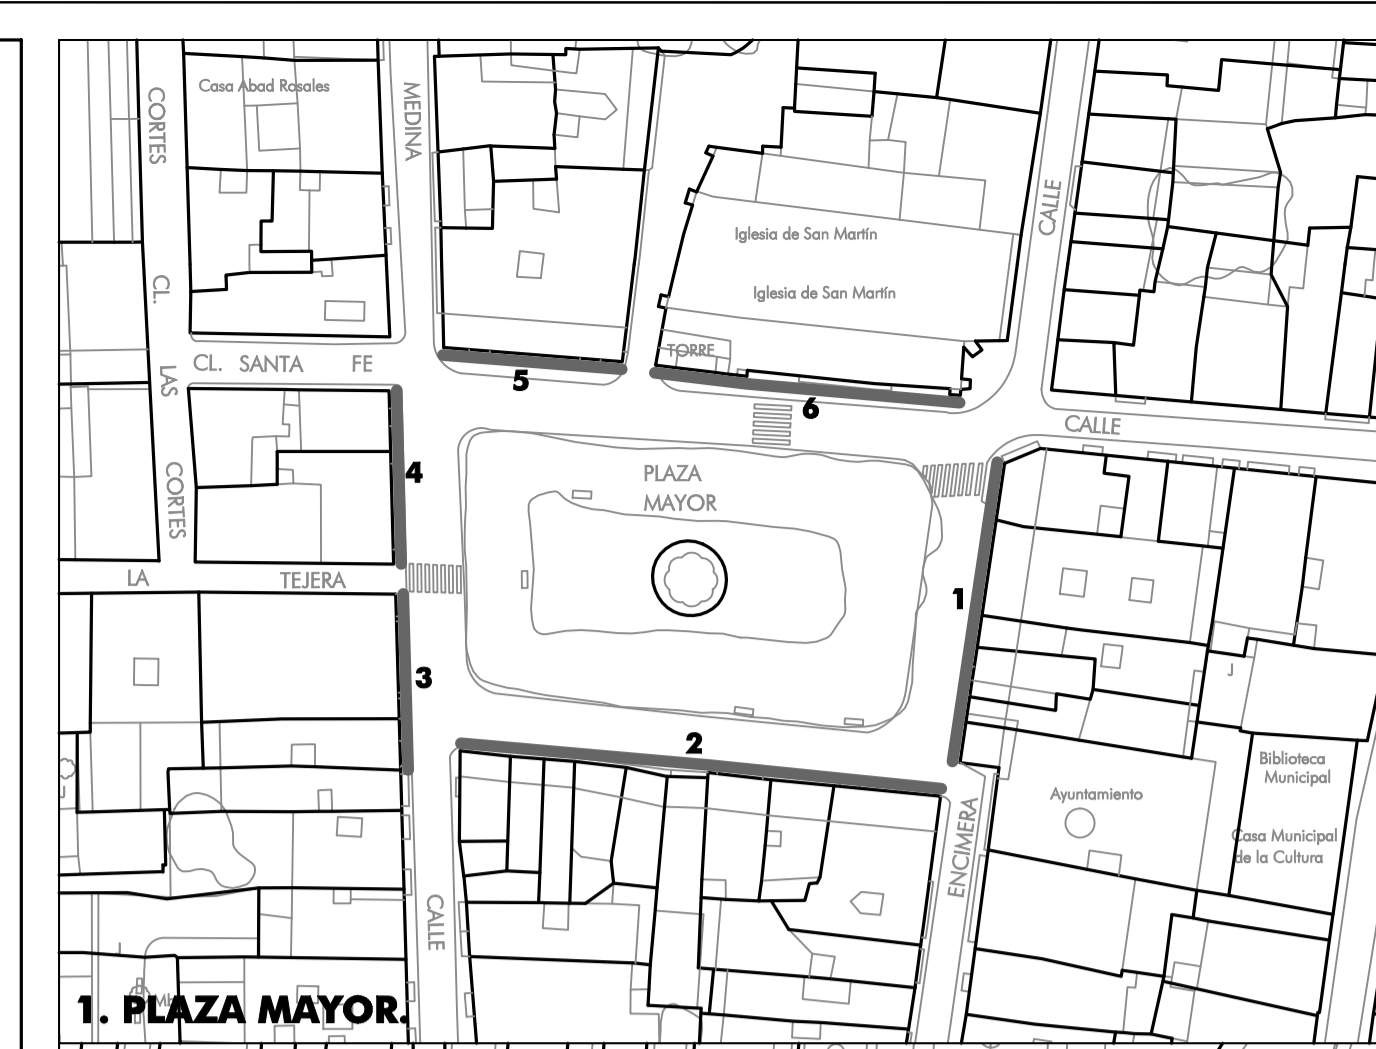 Casa Abad Rosales
CORTES
MEDINA
CALLE
Iglesia de San Martín
Iglesia de San Martín
CL.
TORRE
CL. SANTA FE
LAS
5
6
CALLE
4
PLAZA
MAYOR
CORTES
LA TEJERA
1
3
J
2
Biblioteca
Municipal
Ayuntamiento
ENCIMERA
Casa Municipal
de la Cultura
CALLE
1. PLAZA MAYOR.